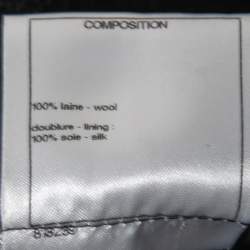 COMPOSITION
100% laine - wool
doublure - lining :
100% soie - silk